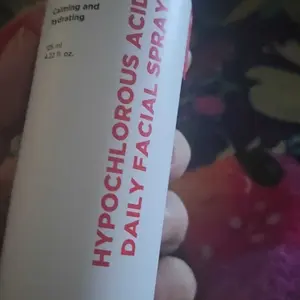 Calming and
hydrating
125 ml
4.22 fl. oz.
HYPOCHLOROUS ACID
DAILY FACIAL SPRAY